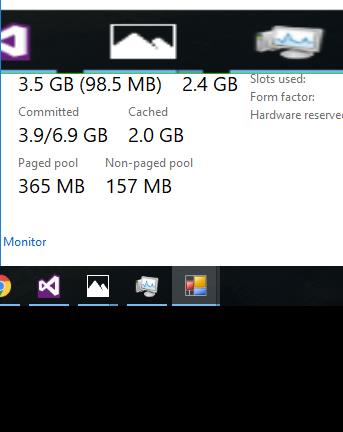 3.5 GB (98.5 MB) 2.4 GB
Slots used:
Form factor:
Hardware reserve
Committed Cached
3.9/6.9 GB 2.0 GB
Paged pool Non-paged pool
365 MB 157 MB
Monitor